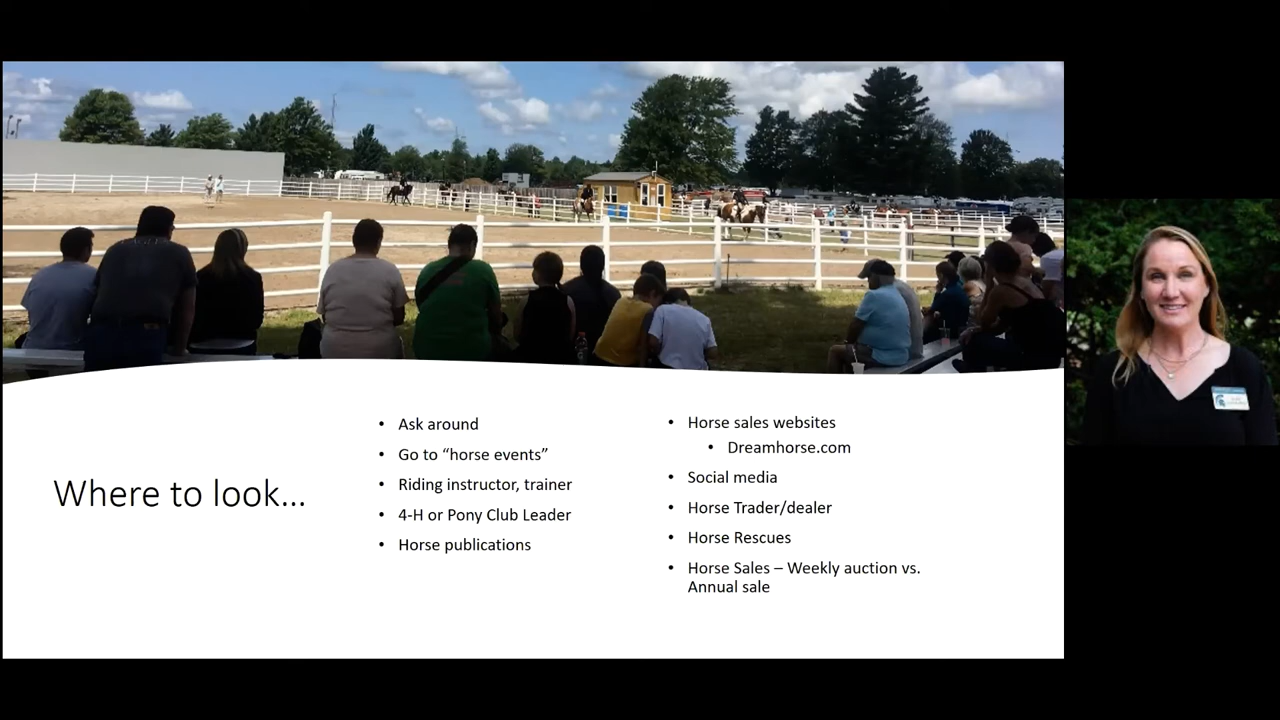 Where to look...
• Ask around
• Go to “horse events”
• Riding instructor, trainer
• 4-H or Pony Club Leader
• Horse publications
• Horse sales websites
• Dreamhorse.com
• Social media
• Horse Trader/dealer
• Horse Rescues
• Horse Sales – Weekly auction vs.
Annual sale